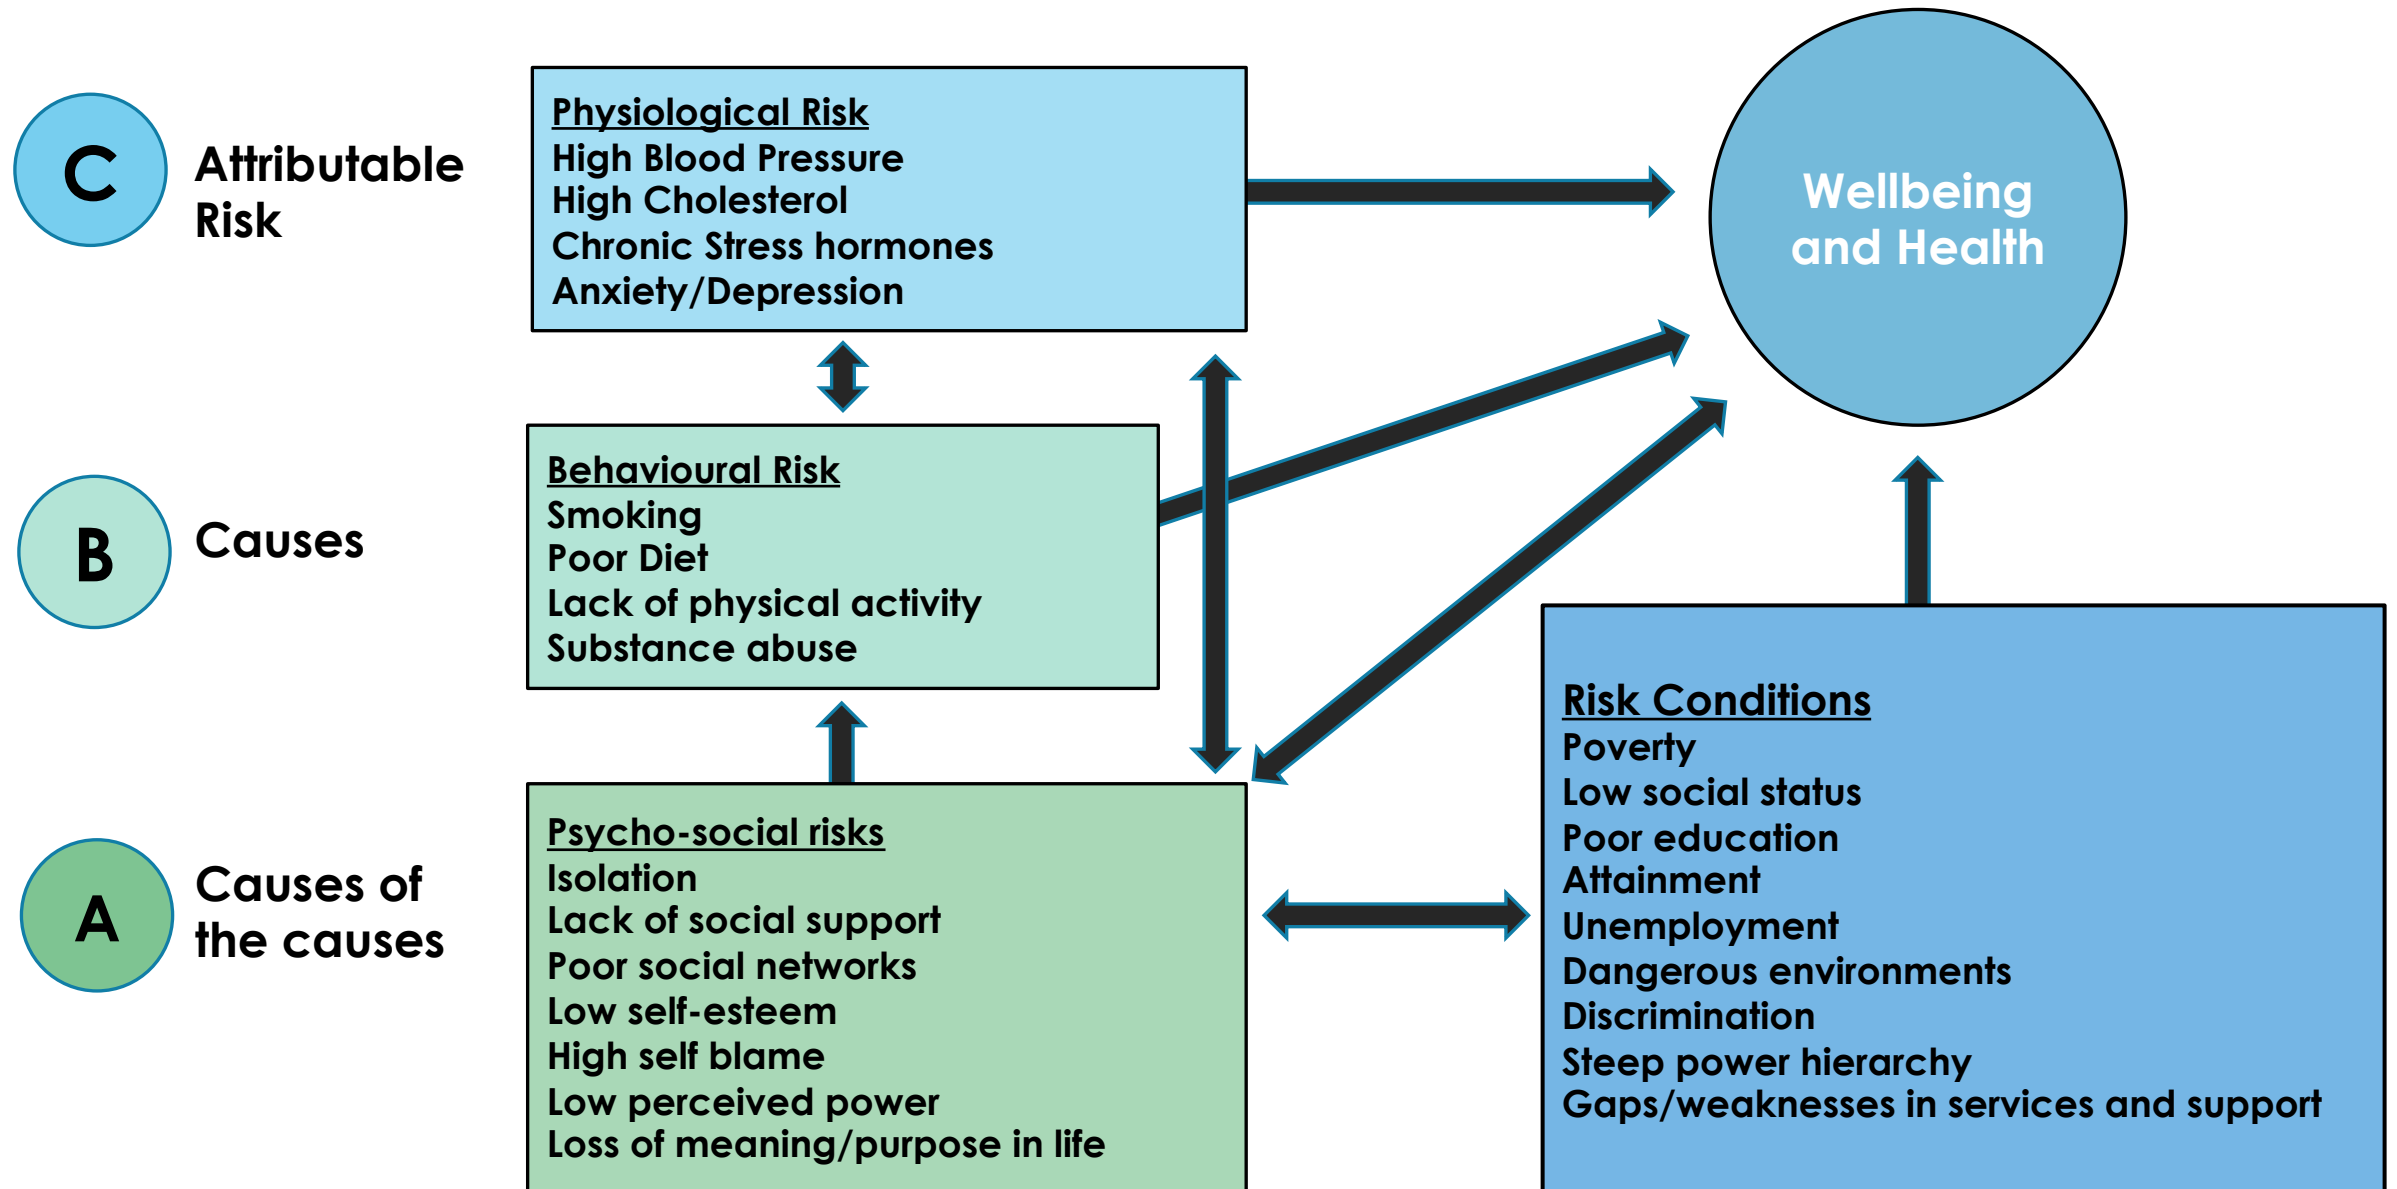 C
Attributable
Risk
Physiological Risk
High Blood Pressure
High Cholesterol
Chronic Stress hormones
Anxiety/Depression
Wellbeing
and Health
B
Causes
Behavioural Risk
Smoking
Poor Diet
Lack of physical activity
Substance abuse
A
Causes of
the causes
Psycho-social risks
Isolation
Lack of social support
Poor social networks
Low self-esteem
High self blame
Low perceived power
Loss of meaning/purpose in life
Risk Conditions
Poverty
Low social status
Poor education
Attainment
Unemployment
Dangerous environments
Discrimination
Steep power hierarchy
Gaps/weaknesses in services and support